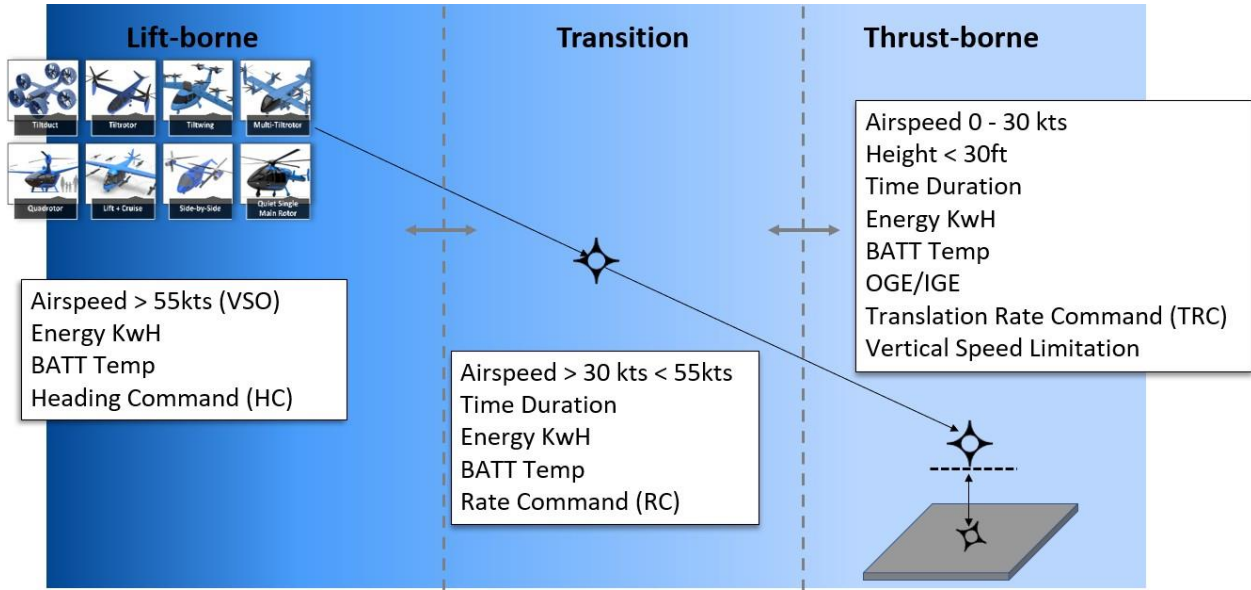 Lift-borne
Transition
Thrust-borne
Tiltduct
Tiltrotor
Tiltwing
Multi-Tiltrotor
Quadrotor
Lift + Cruise
Side-by-Side
Quiet Single
Main Rotor
Airspeed > 55kts (VSO)
Energy KwH
BATT Temp
Heading Command (HC)
Airspeed > 30 kts < 55kts
Time Duration
Energy KwH
BATT Temp
Rate Command (RC)
Airspeed 0 - 30 kts
Height < 30ft
Time Duration
Energy KwH
BATT Temp
OGE/IGE
Translation Rate Command (TRC)
Vertical Speed Limitation